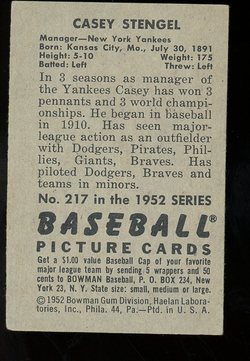 CASEY STENGEL
Manager—New York Yankees
Born: Kansas City, Mo., July 30, 1891
Height: 5-10 Weight: 175
Batted: Left Threw: Left
In 3 seasons as manager of
the Yankees Casey has won 3
pennants and 3 world champi-
onships. He began in baseball
in 1910. Has seen major-
league action as an outfielder
with Dodgers, Pirates, Phil-
lies, Giants, Braves. Has
piloted Dodgers, Braves and
teams in minors.
No. 217 in the 1952 SERIES
BASEBALL®
PICTURE CARDS
Get a $1.00 value Baseball Cap of your favorite
major league team by sending 5 wrappers and 50
cents to BOWMAN Baseball, P. O. BOX 234, New
York 23, N. Y. State size: small, medium or large.
©1952 Bowman Gum Division, Haelan Labora-
tories, Inc., Phila. 44, Pa.—Ptd. in U. S. A.